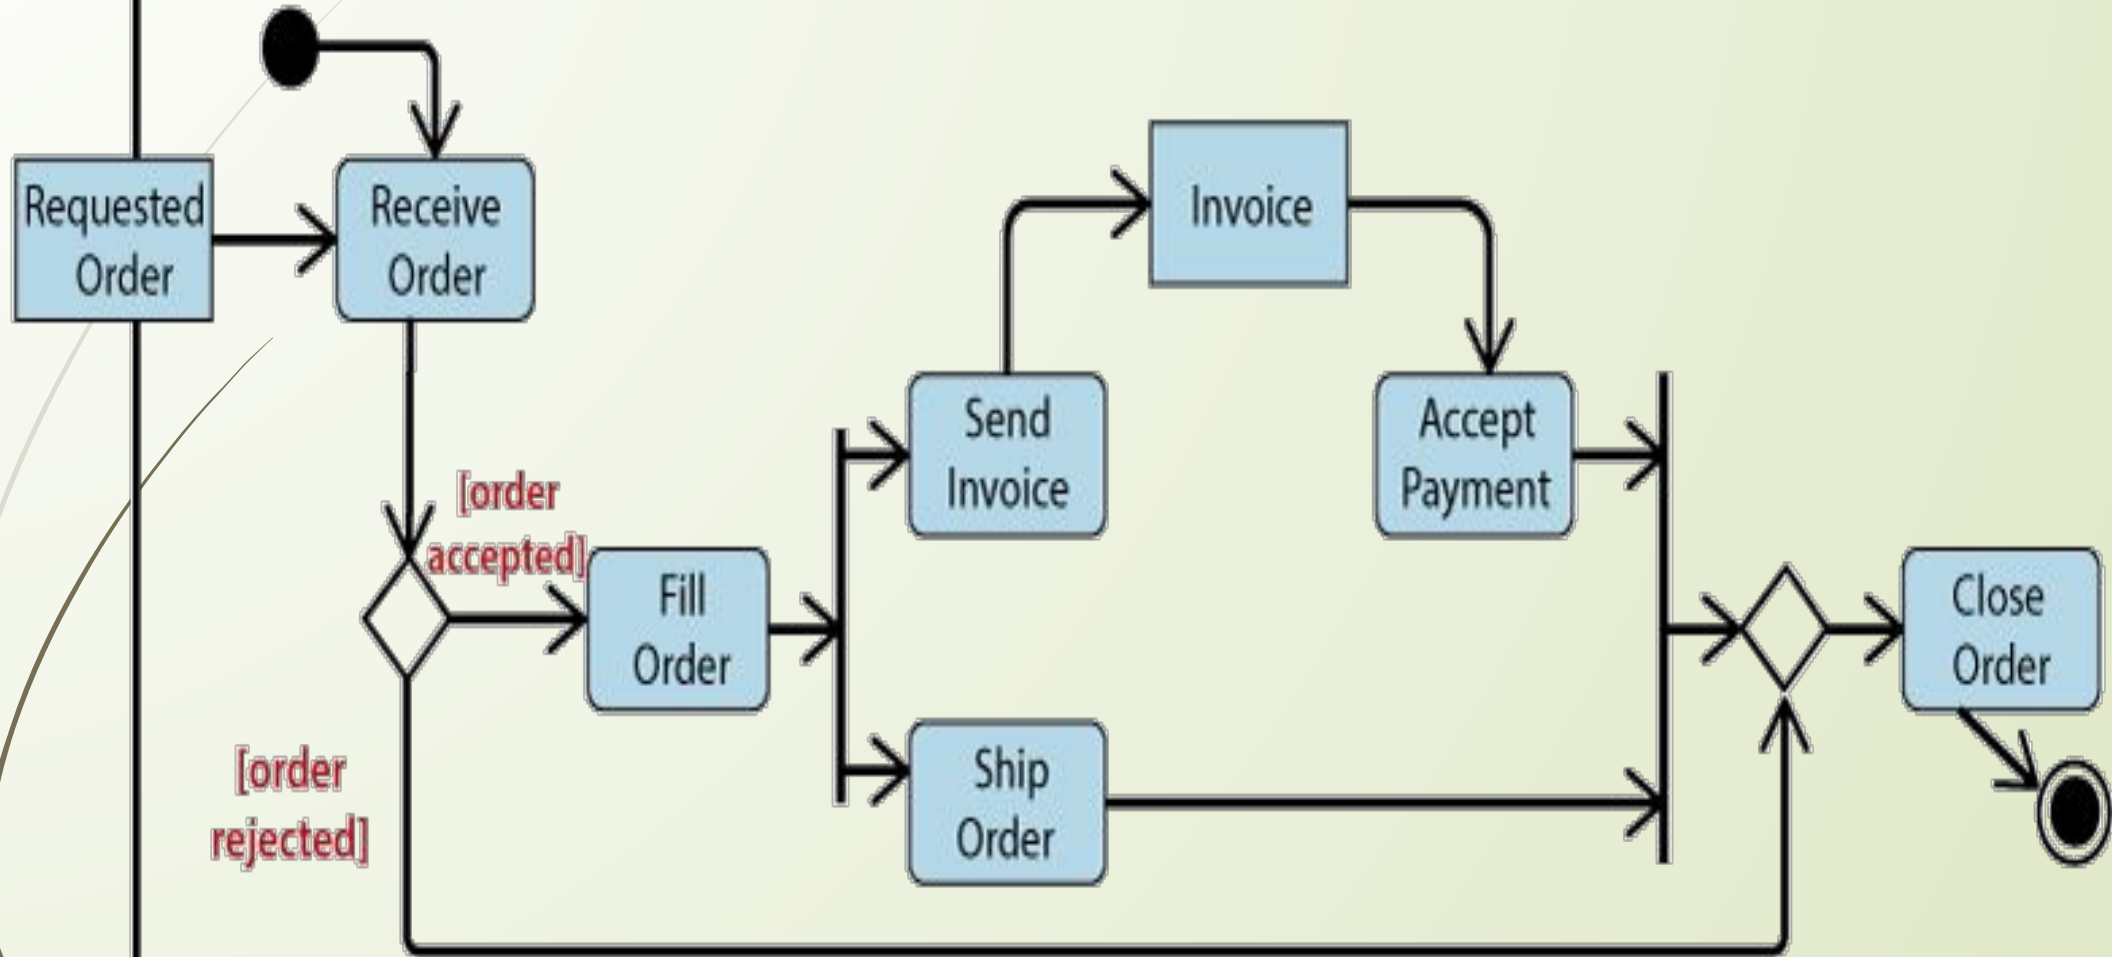 Requested
Order
Receive
Order
Invoice
Send
Invoice
Accept
Payment
[order
accepted]
Fill
Order
Close
Order
[order
rejected]
Ship
Order